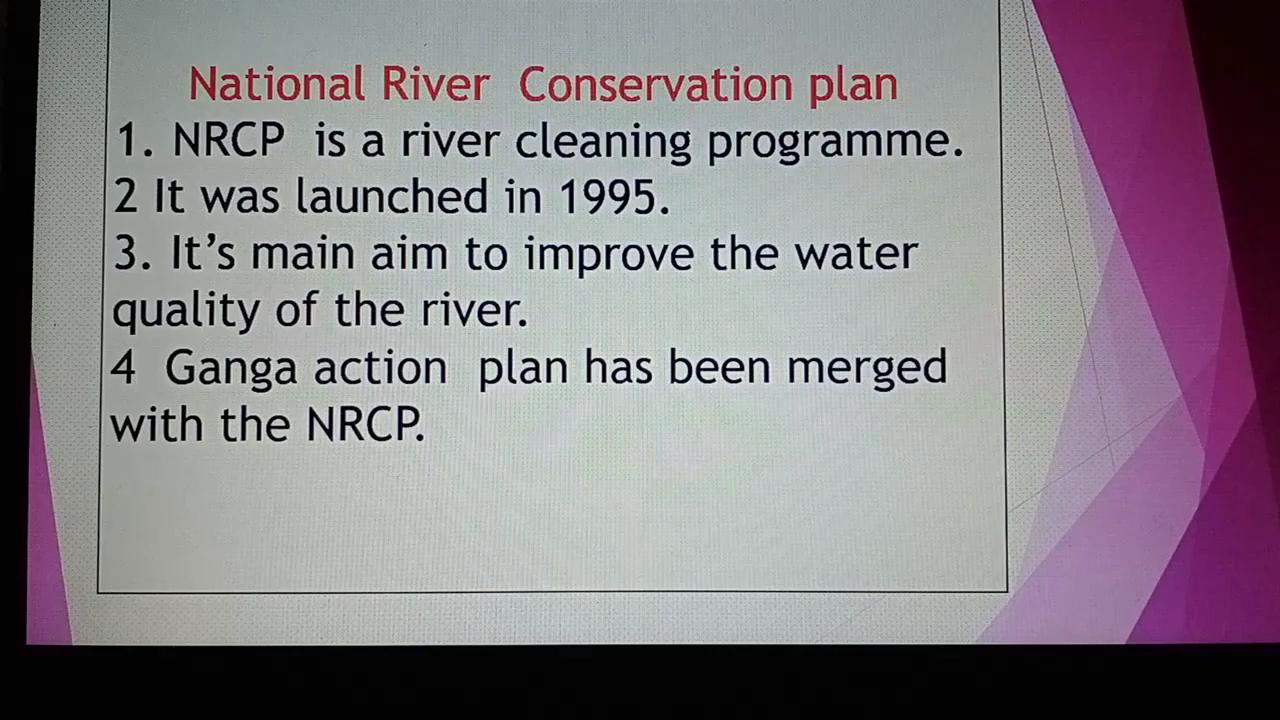 National River Conservation plan
1. NRCP is a river cleaning programme.
2 It was launched in 1995.
3. It's main aim to improve the water
quality of the river.
4 Ganga action plan has been merged
with the NRCP.